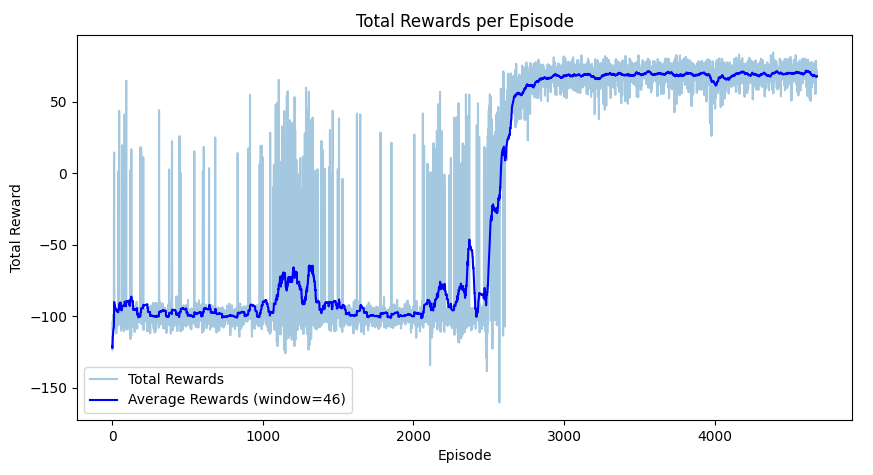 Total Rewards per Episode
Total Reward
50
0
−50
−100
−150
Total Rewards
Average Rewards (window=46)
0
1000
2000
3000
4000
Episode